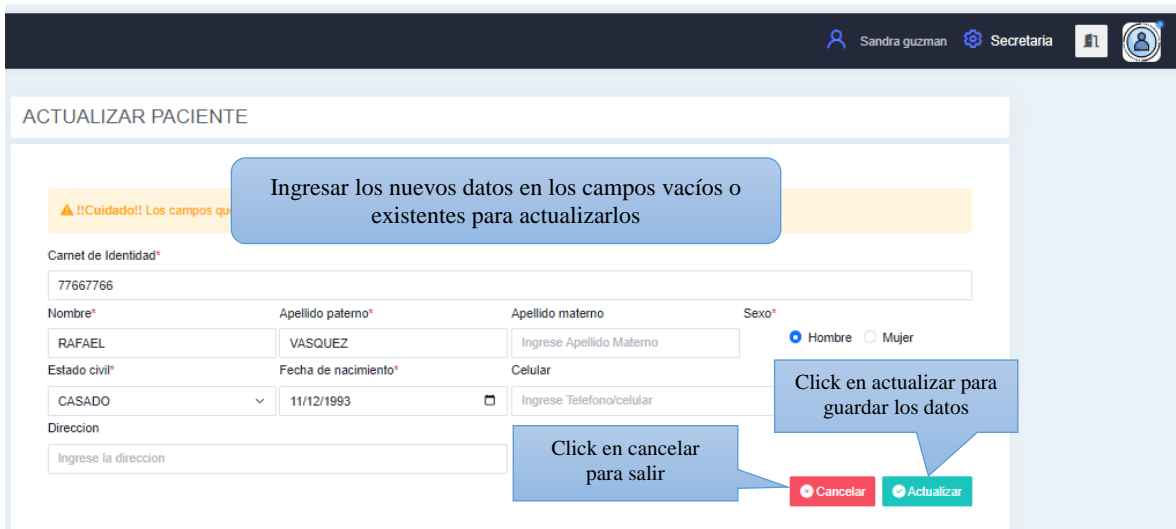 Sandra guzman Secretaria
ACTUALIZAR PACIENTE
Ingresar los nuevos datos en los campos vacíos o
existentes para actualizarlos
!!Cuidado!! Los campos que
Carnet de Identidad*
77667766
Nombre* Apellido paterno* Apellido materno Sexo*
RAFAEL VASQUEZ Ingrese Apellido Materno Hombre Mujer
Estado civil* Fecha de nacimiento* Celular
CASADO 11/12/1993 Ingrese Telefono/celular
Click en actualizar para
guardar los datos
Direccion
Ingrese la direccion
Click en cancelar
para salir
Cancelar Actualizar